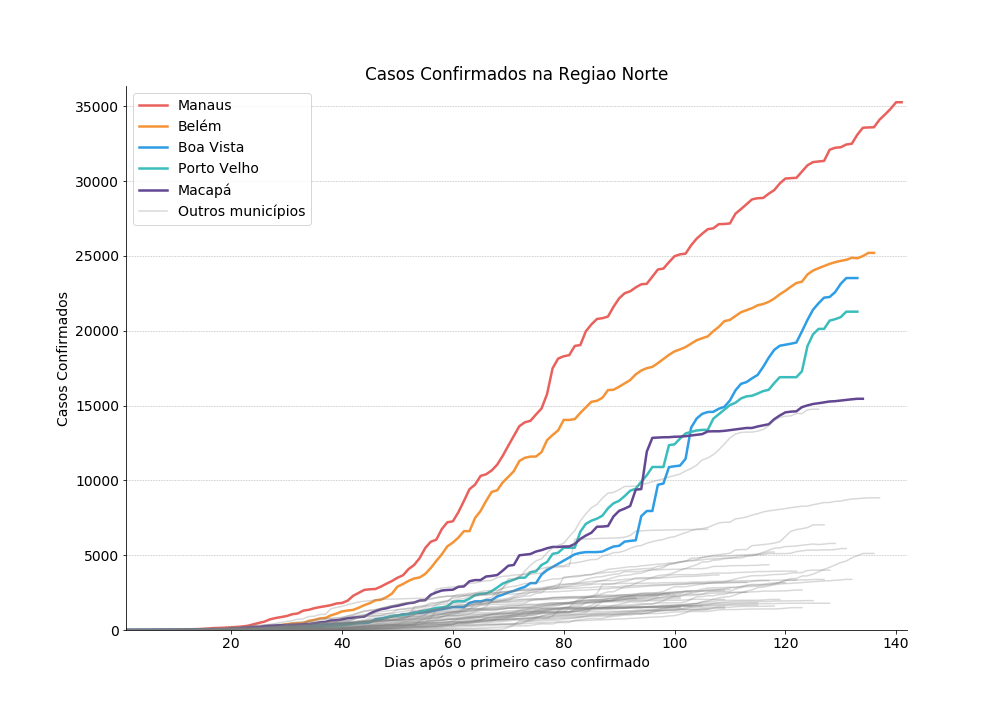 Casos Confirmados na Regiao Norte
35000
30000
25000
20000
15000
10000
5000
0
Casos Confirmados
Manaus
Belém
Boa Vista
Porto Velho
Macapá
Outros municípios
20
40
60
80
100
120
140
Dias após o primeiro caso confirmado